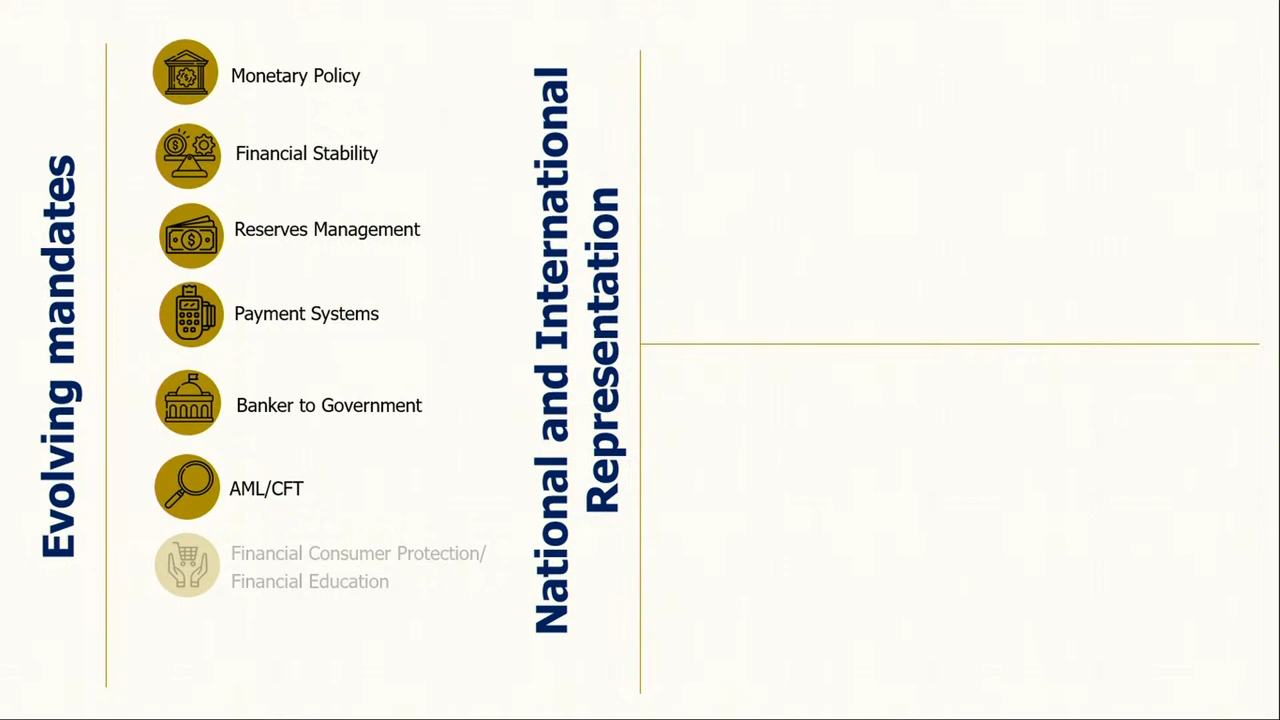 Evolving mandates
Monetary Policy
Financial Stability
Reserves Management
Payment Systems
Banker to Government
AML/CFT
Financial Consumer Protection/
Financial Education
National and International
Representation